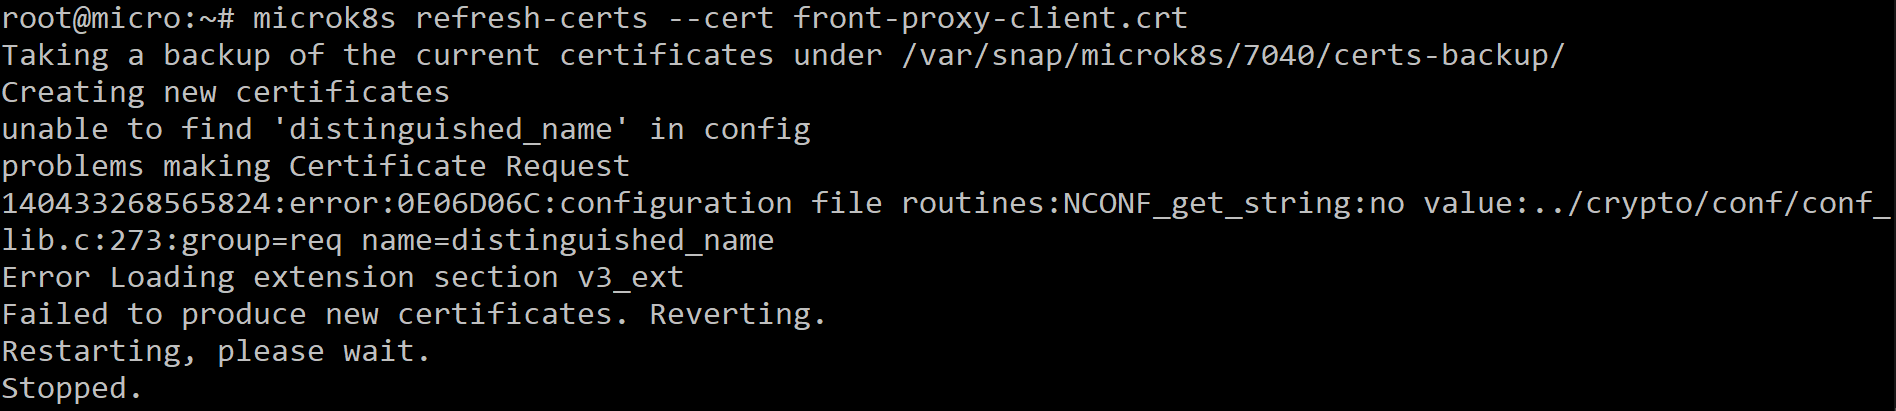 root@micro:~# microk8s refresh-certs --cert front-proxy-client.crt
Taking a backup of the current certificates under /var/snap/microk8s/7040/certs-backup/
Creating new certificates
unable to find 'distinguished_name' in config
problems making Certificate Request
140433268565824:error:0E06D06C:configuration file routines:NCONF_get_string:no value:../crypto/conf/conf_
lib.c:273:group=req name=distinguished_name
Error Loading extension section v3_ext
Failed to produce new certificates. Reverting.
Restarting, please wait.
Stopped.